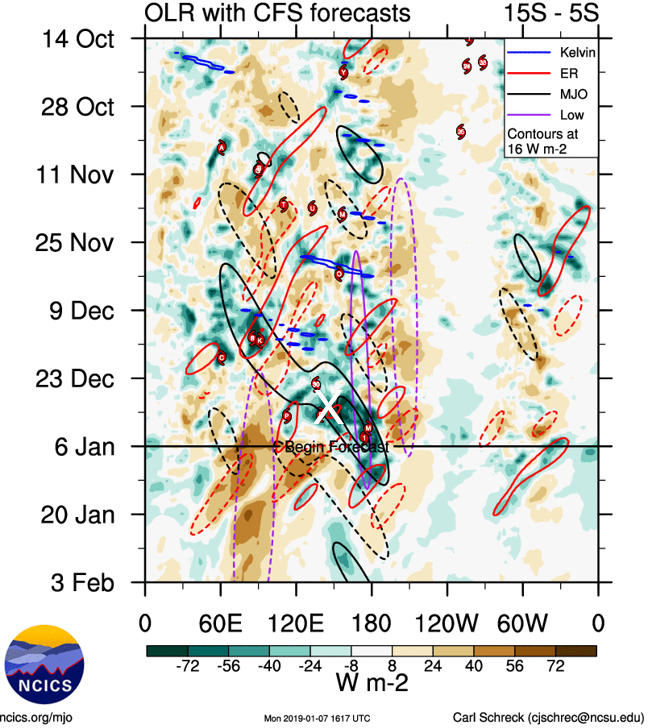 OLR with CFS forecasts 15S - 5S
14 Oct
28 Oct
11 Nov
25 Nov
9 Dec
23 Dec
6 Jan
20 Jan
3 Feb
Kelvin
ER
MJO
Low
Contours at
16 W m-2
A
Y
T
U
M
O
K
C
90
P
M
X
Begin Forecast
0 60E 120E 180 120W 60W 0
-72 -56 -40 -24 -8 8 24 40 56 72
W m-2
NCICS
ncics.org/mjo Mon 2019-01-07 1617 UTC Carl Schreck (cjschrec@ncsu.edu)